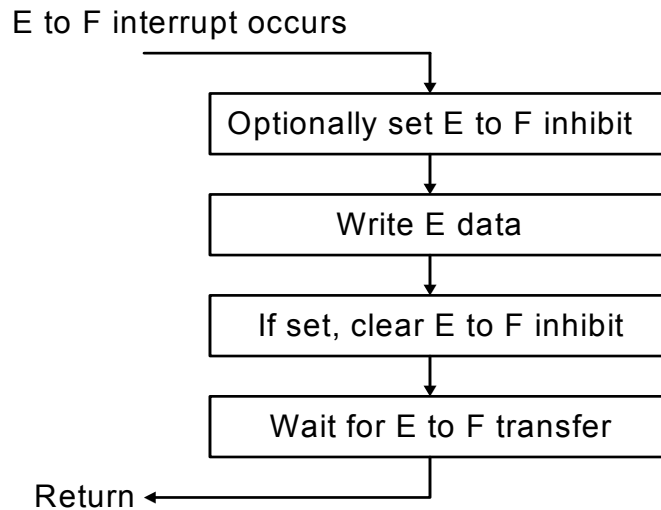 E to F interrupt occurs
Optionally set E to F inhibit
Write E data
If set, clear E to F inhibit
Wait for E to F transfer
Return